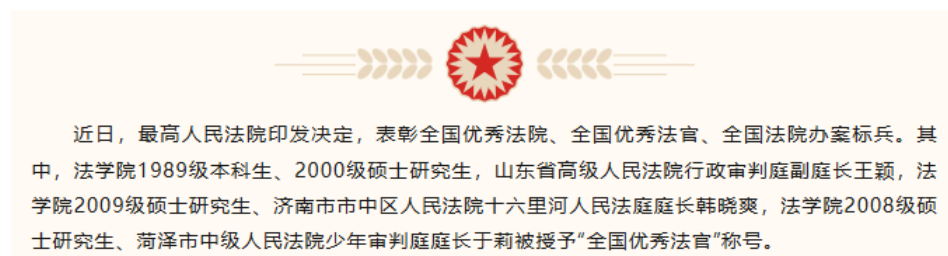 近日，最高人民法院印发决定，表彰全国优秀法院、全国优秀法官、全国法院办案标兵。其
中，法学院1989级本科生、2000级硕士研究生，山东省高级人民法院行政审判庭副庭长王颖，法
学院2009级硕士研究生、济南市市中区人民法院十六里河人民法庭庭长韩晓爽，法学院2008级硕
士研究生、菏泽市中级人民法院少年审判庭庭长于莉被授予“全国优秀法官”称号。